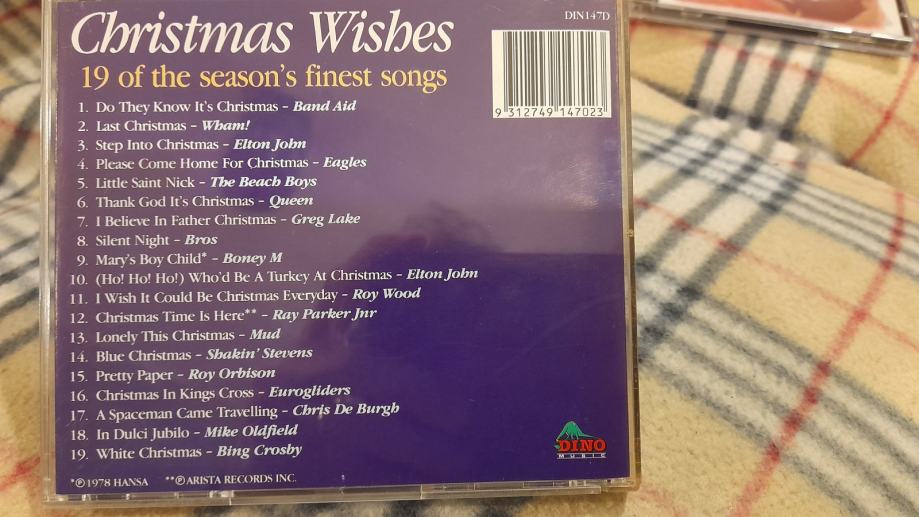 Christmas Wishes
DIN147D
19 of the season's finest songs
9 312749 147023
1. Do They Know It's Christmas – Band Aid
2. Last Christmas – Wham!
3. Step Into Christmas – Elton John
4. Please Come Home For Christmas – Eagles
5. Little Saint Nick – The Beach Boys
6. Thank God It's Christmas – Queen
7. I Believe In Father Christmas – Greg Lake
8. Silent Night – Bros
9. Mary's Boy Child* – Boney M
10. (Ho! Ho! Ho!) Who'd Be A Turkey At Christmas – Elton John
11. I Wish It Could Be Christmas Everyday – Roy Wood
12. Christmas Time Is Here** – Ray Parker Jnr
13. Lonely This Christmas – Mud
14. Blue Christmas – Shakin' Stevens
15. Pretty Paper – Roy Orbison
16. Christmas In Kings Cross – Eurogliders
17. A Spaceman Came Travelling – Chris De Burgh
18. In Dulci Jubilo – Mike Oldfield
19. White Christmas – Bing Crosby
DINO
MUSIC
*℗1978 HANSA **℗ARISTA RECORDS INC.